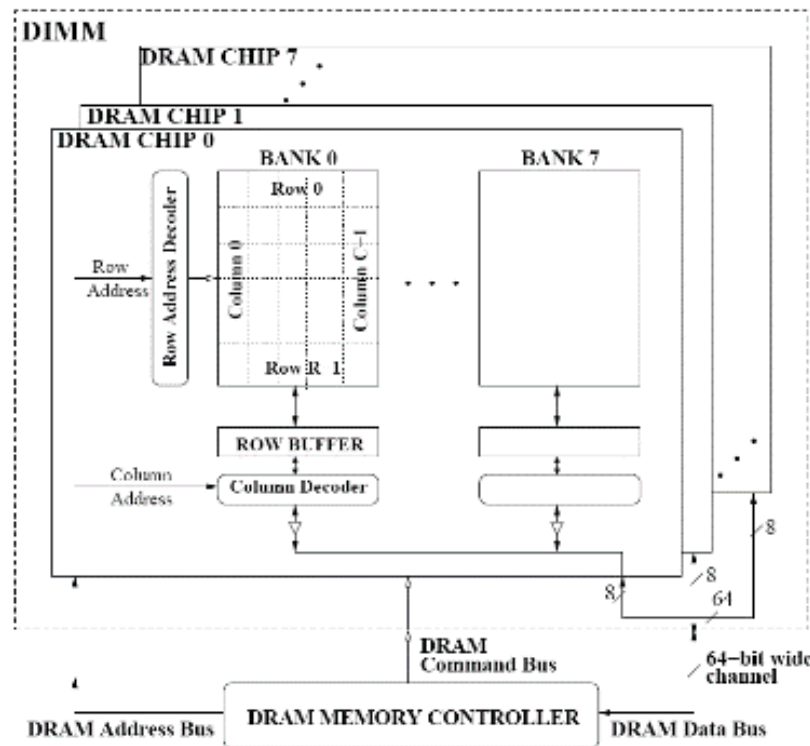 DIMM
DRAM CHIP 7
DRAM CHIP 1
DRAM CHIP 0
BANK 0
BANK 7
Row 0
Row Address Decoder
Column 0
Column C-1
Row
Address
Row R-1
ROW BUFFER
Column
Address
Column Decoder
8
8
8
64
DRAM
Command Bus
64-bit wide
channel
DRAM MEMORY CONTROLLER
DRAM Address Bus
DRAM Data Bus